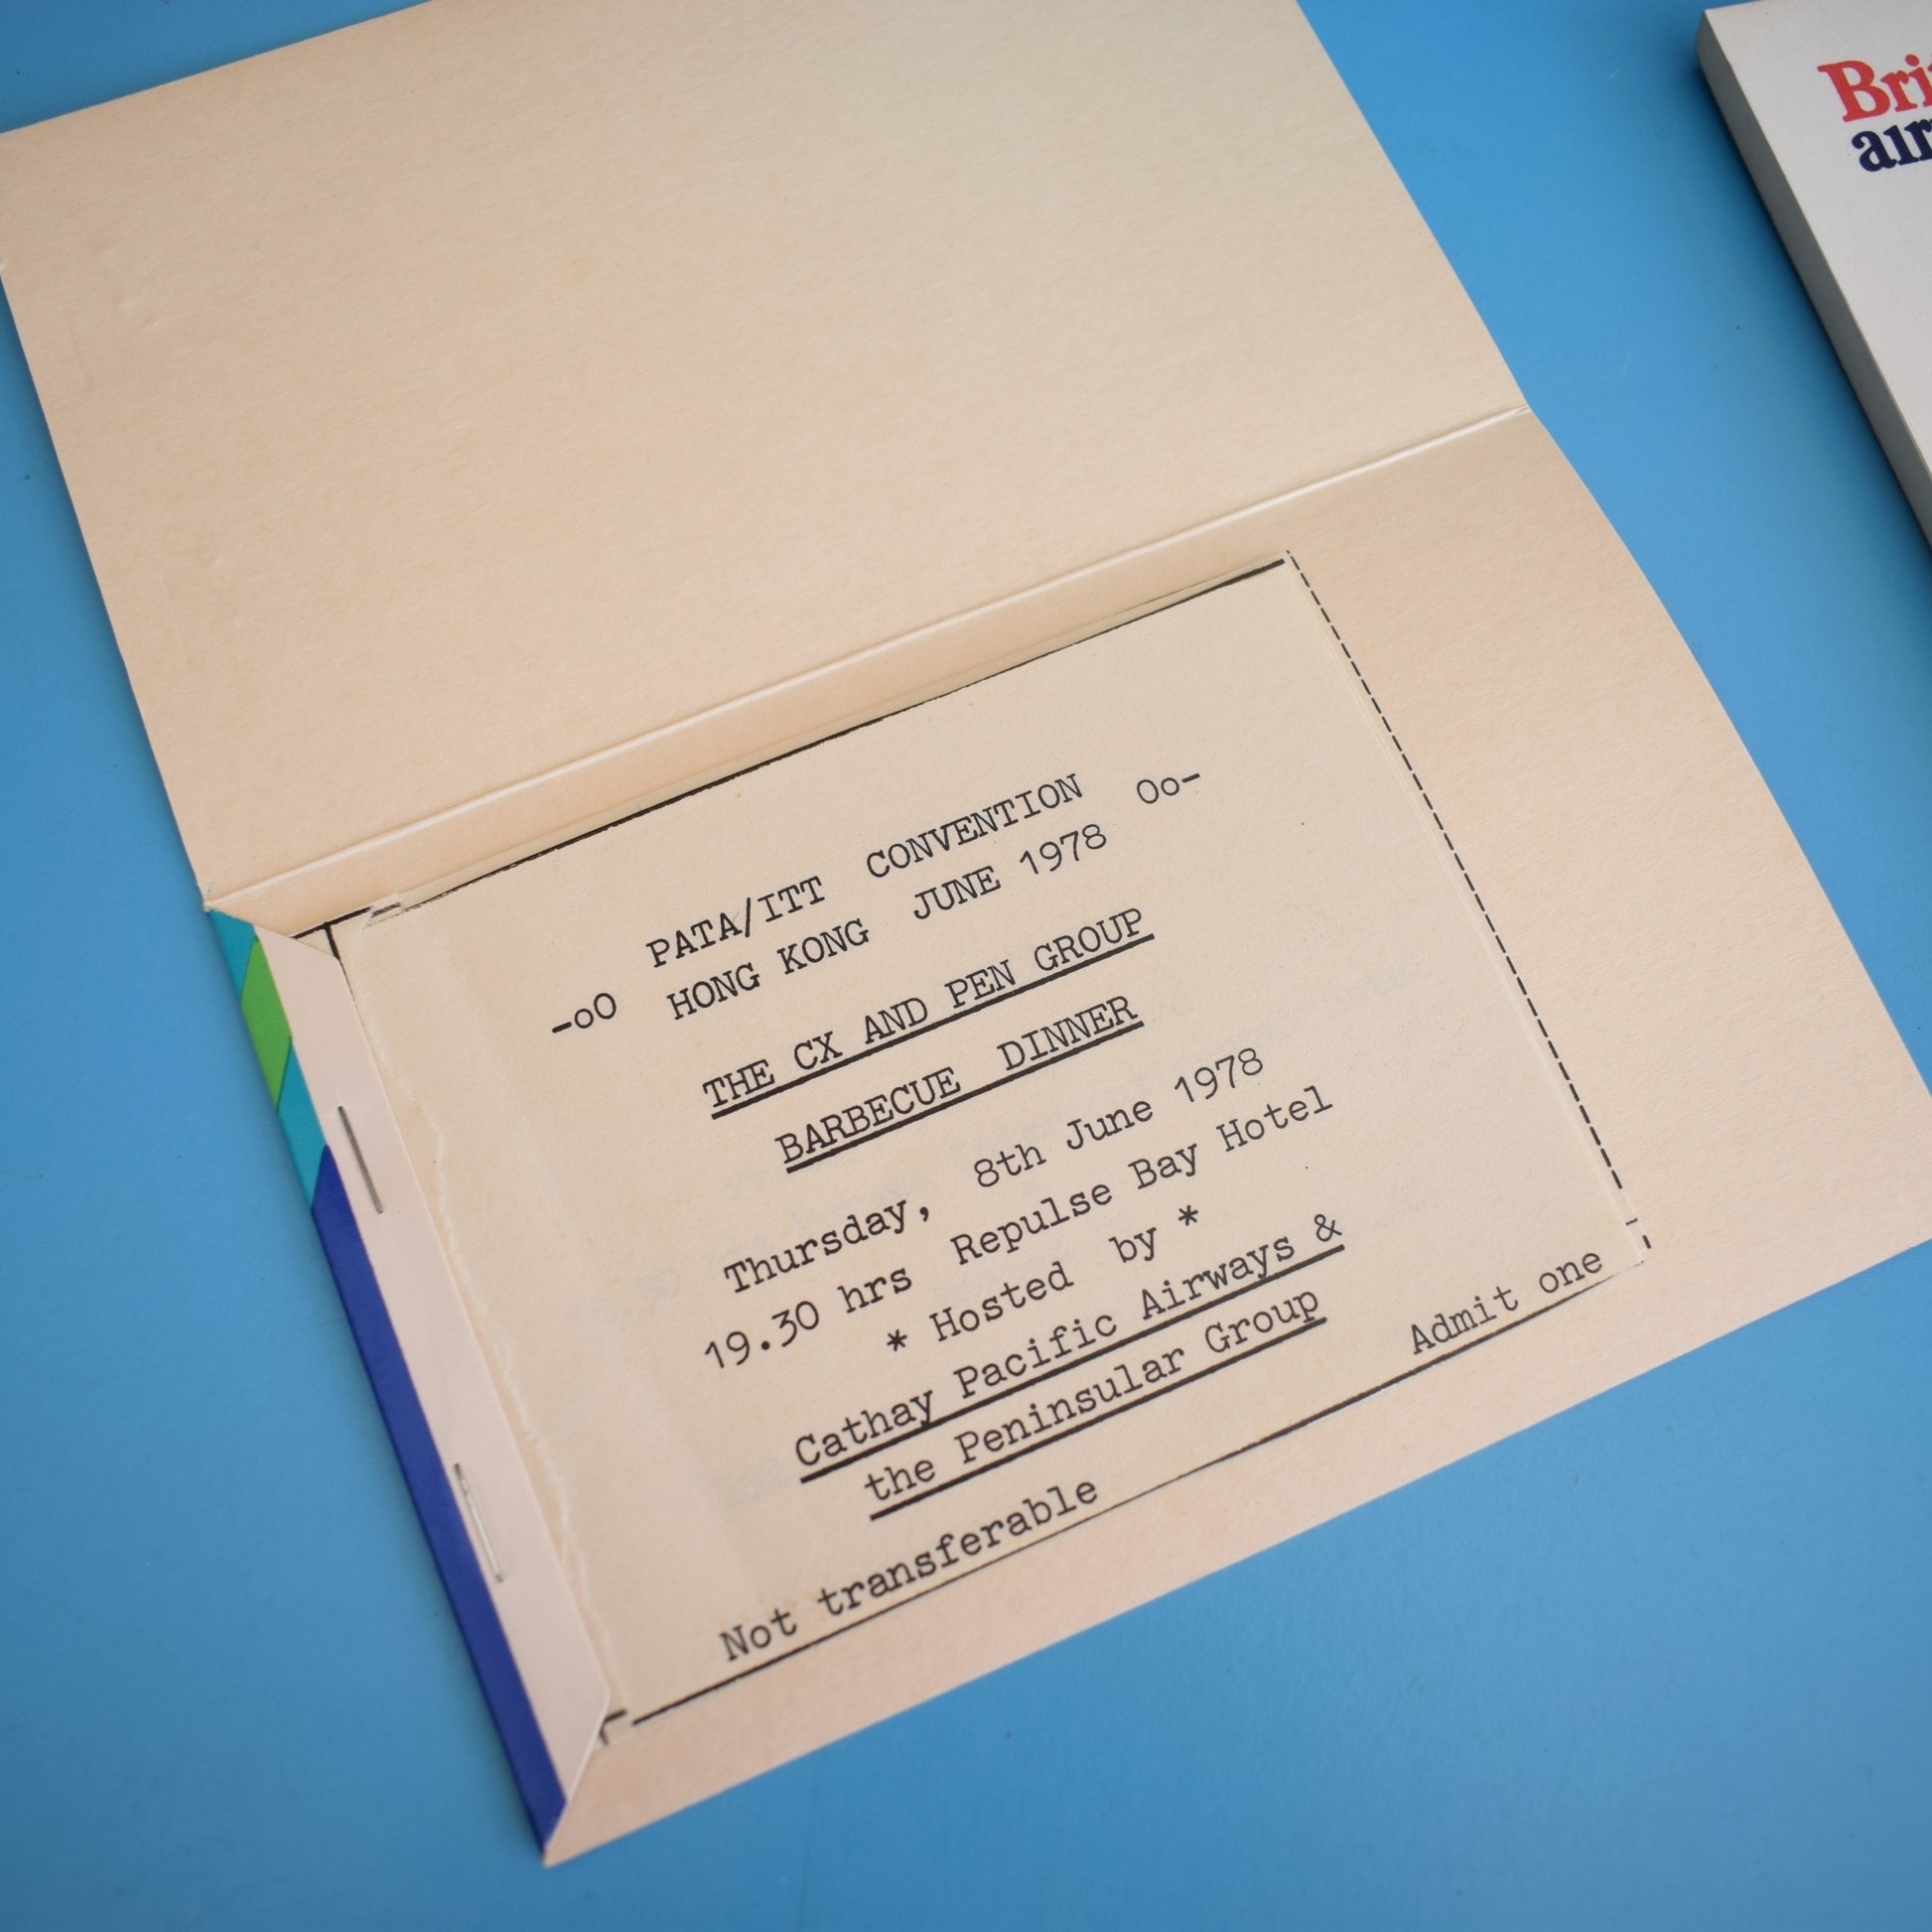 PATA/ITT CONVENTION
-oO HONG KONG JUNE 1978 Oo-
THE CX AND PEN GROUP
BARBECUE DINNER
Thursday, 8th June 1978
19.30 hrs Repulse Bay Hotel
* Hosted by *
Cathay Pacific Airways &
the Peninsular Group
Not transferable Admit one
Bri
air